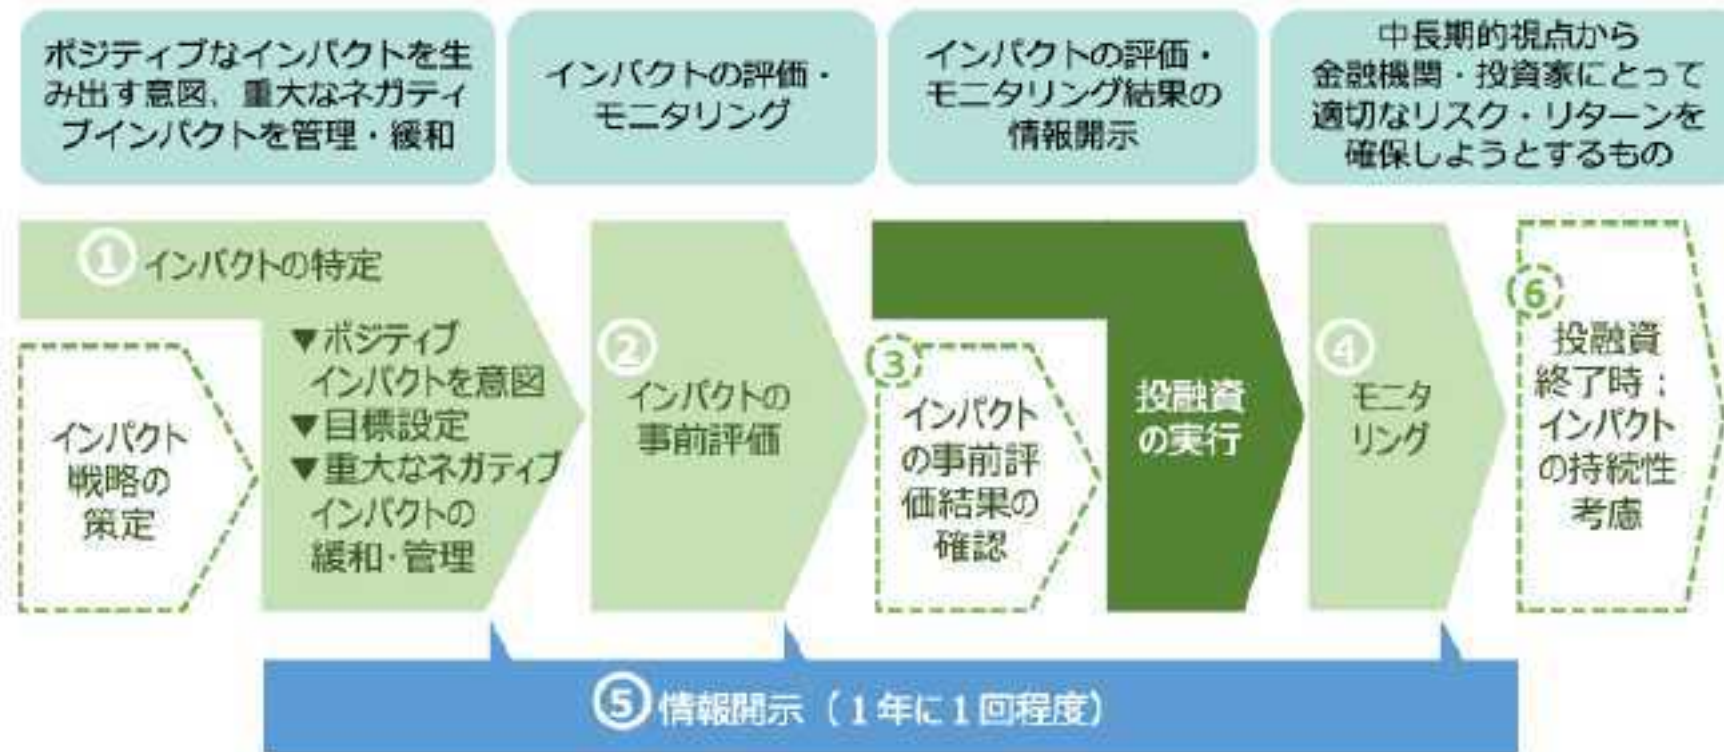 ポジティブなインパクトを生
み出す意図、重大なネガティ
ブインパクトを管理・緩和
インパクトの評価・
モニタリング
インパクトの評価・
モニタリング結果の
情報開示
中長期的視点から
金融機関・投資家にとって
適切なリスク・リターンを
確保しようとするもの
① インパクトの特定
インパクト
戦略の
策定
▼ポジティブ
インパクトを意図
▼目標設定
▼重大なネガティブ
インパクトの
緩和・管理
②
インパクトの
事前評価
③
インパクト
の事前評
価結果の
確認
投融資
の実行
④
モニタ
リング
⑥
投融資
終了時：
インパクト
の持続性
考慮
⑤情報開示（１年に１回程度）